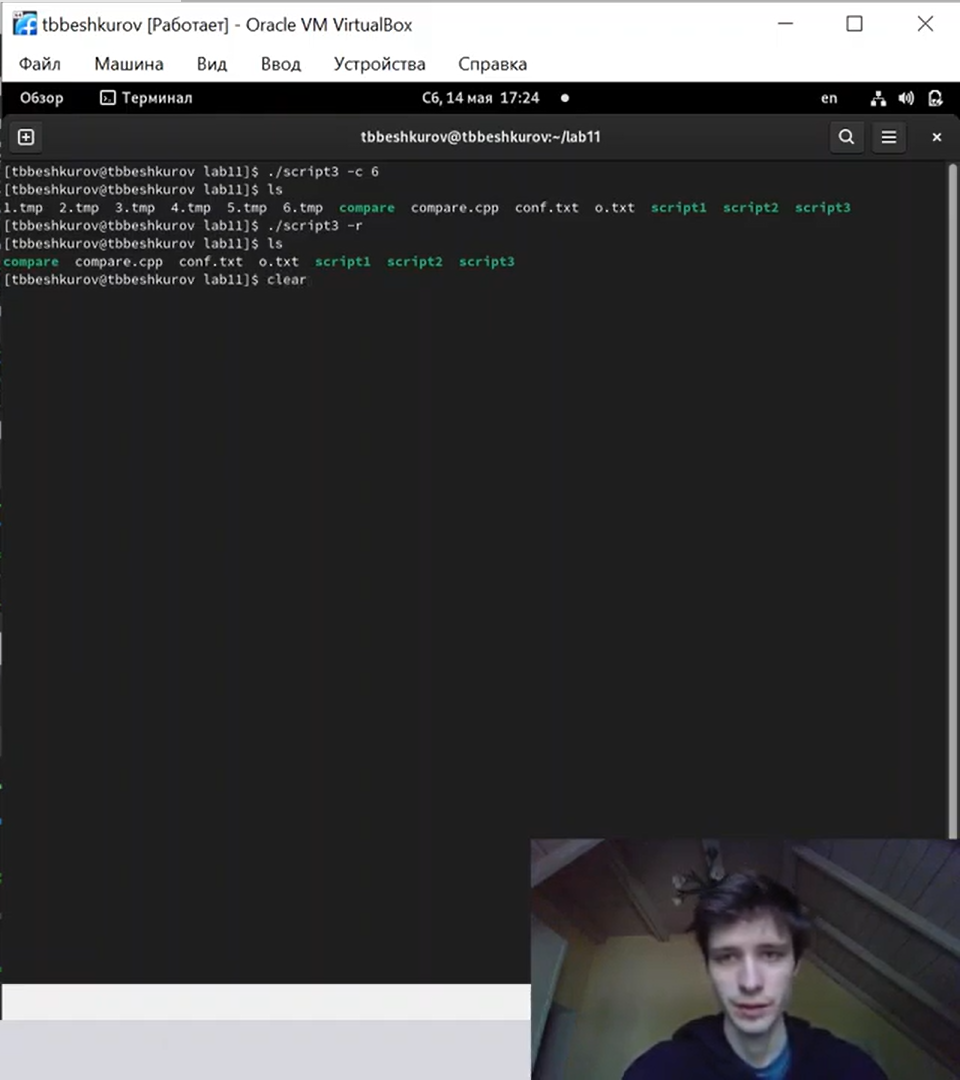 tbbeshkurov [Работает] - Oracle VM VirtualBox
Файл Машина Вид Ввод Устройства Справка
Обзор Терминал Сб, 14 мая 17:24 en
tbbeshkurov@tbbeshkurov:~/lab11
[tbbeshkurov@tbbeshkurov lab11]$ ./script3 -c 6
[tbbeshkurov@tbbeshkurov lab11]$ ls
1.tmp 2.tmp 3.tmp 4.tmp 5.tmp 6.tmp compare compare.cpp conf.txt o.txt script1 script2 script3
[tbbeshkurov@tbbeshkurov lab11]$ ./script3 -r
[tbbeshkurov@tbbeshkurov lab11]$ ls
compare compare.cpp conf.txt o.txt script1 script2 script3
[tbbeshkurov@tbbeshkurov lab11]$ clear